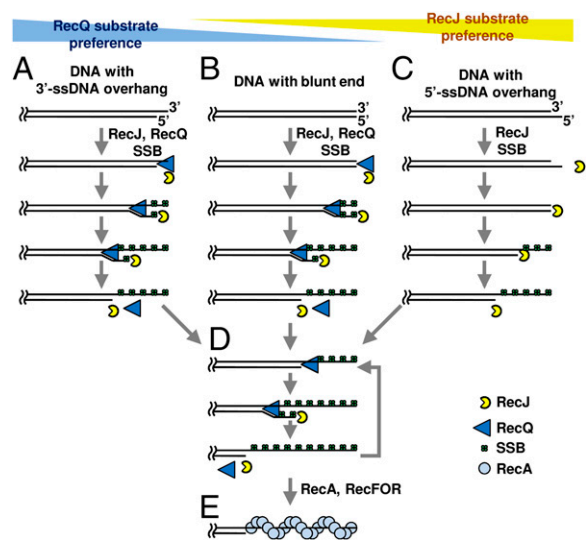 RecQ substrate
preference
RecJ substrate
preference
A
DNA with
3'-ssDNA overhang
B
DNA with blunt end
C
DNA with
5'-ssDNA overhang
3'
5'
3'
5'
RecJ, RecQ
SSB
RecJ, RecQ
SSB
RecJ
SSB
D
RecJ
RecQ
SSB
RecA
RecA, RecFOR
E